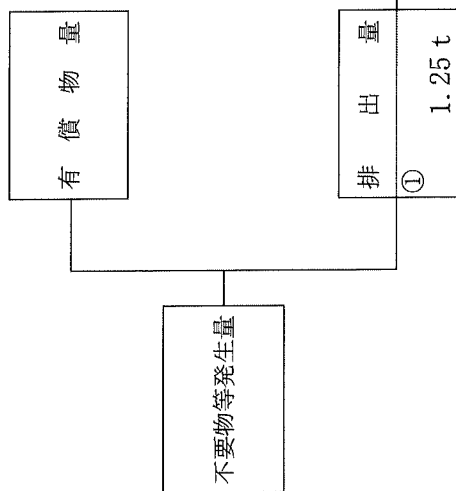 不要物等発生量
有償物量
排出量
①
1.25 t